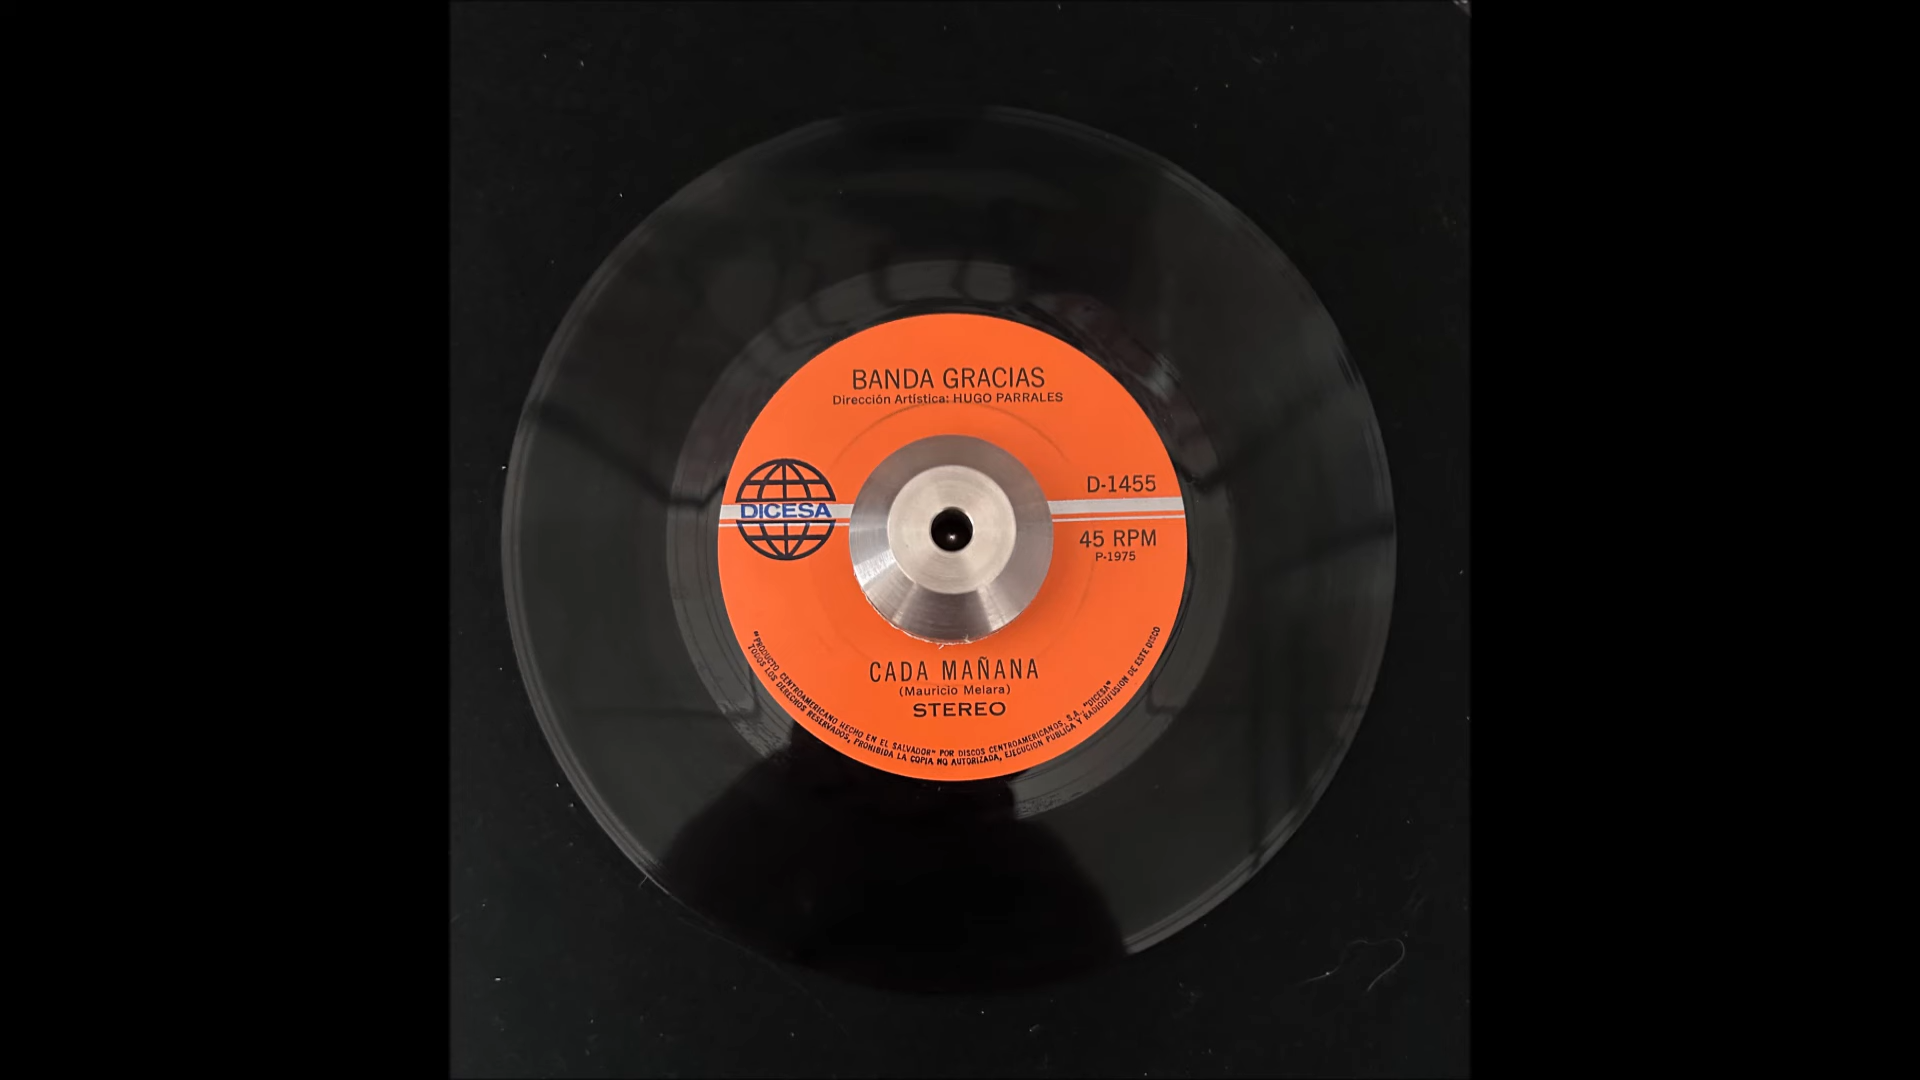 BANDA GRACIAS
Dirección Artística: HUGO PARRALES
D-1455
DICESA
45 RPM
P-1975
CADA MAÑANA
(Mauricio Melara)
STEREO
"PRODUCTO CENTROAMERICANO HECHO EN EL SALVADOR" POR DISCOS CENTROAMERICANOS, S.A. "DICESA"
TODOS LOS DERECHOS RESERVADOS, PROHIBIDA LA COPIA NO AUTORIZADA, EJECUCION PUBLICA Y RADIODIFUSION DE ESTE DISCO